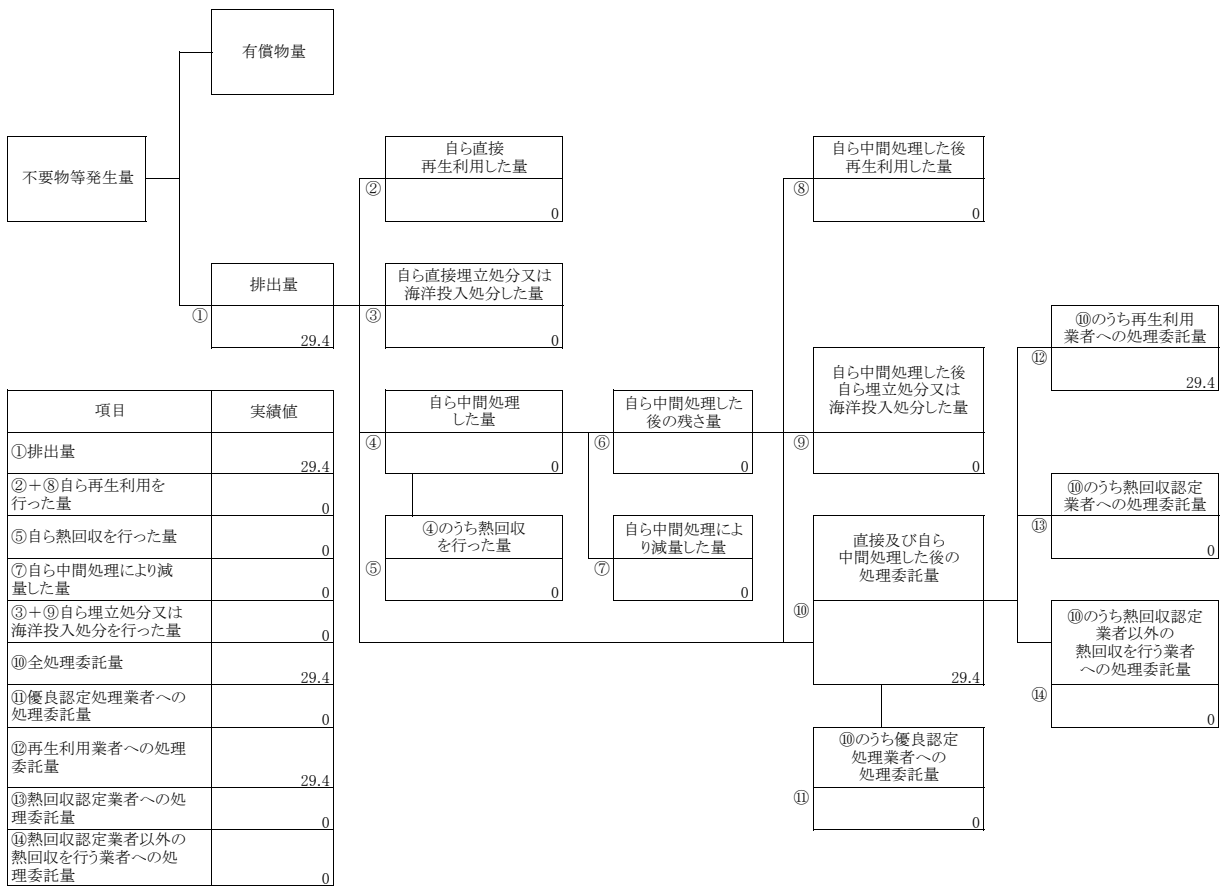 有償物量
不要物等発生量
自ら直接
再生利用した量
②
0
自ら中間処理した後
再生利用した量
⑧
0
排出量
①
29.4
自ら直接埋立処分又は
海洋投入処分した量
③
0
⑩のうち再生利用
業者への処理委託量
⑫
29.4
自ら中間処理
した量
④
0
自ら中間処理した
後の残さ量
⑥
0
自ら中間処理した後
自ら埋立処分又は
海洋投入処分した量
⑨
0
⑩のうち熱回収認定
業者への処理委託量
⑬
0
④のうち熱回収
を行った量
⑤
0
自ら中間処理によ
り減量した量
⑦
0
直接及び自ら
中間処理した後の
処理委託量
⑩
29.4
⑩のうち熱回収認定
業者以外の
熱回収を行う業者
への処理委託量
⑭
0
⑩のうち優良認定
処理業者への
処理委託量
⑪
0
項目 実績値
①排出量
29.4
②+⑧自ら再生利用を
行った量
0
⑤自ら熱回収を行った量
0
⑦自ら中間処理により減
量した量
0
③+⑨自ら埋立処分又は
海洋投入処分を行った量
0
⑩全処理委託量
29.4
⑪優良認定処理業者への
処理委託量
0
⑫再生利用業者への処理
委託量
29.4
⑬熱回収認定業者への処
理委託量
0
⑭熱回収認定業者以外の
熱回収を行う業者への処
理委託量
0